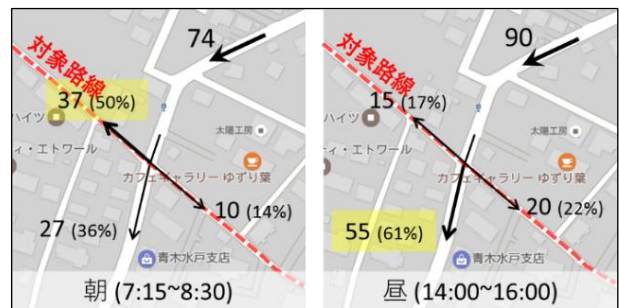 74
対象路線
37 (50%)
ハイツ
太陽工房
ィ・エトワール
カフェギャラリー ゆずり葉
10 (14%)
27 (36%)
青木水戸支店
朝 (7:15~8:30)
90
対象路線
15 (17%)
ハイツ
太陽工房
ィ・エトワール
カフェギャラリー ゆずり葉
20 (22%)
55 (61%)
青木水戸支店
昼 (14:00~16:00)